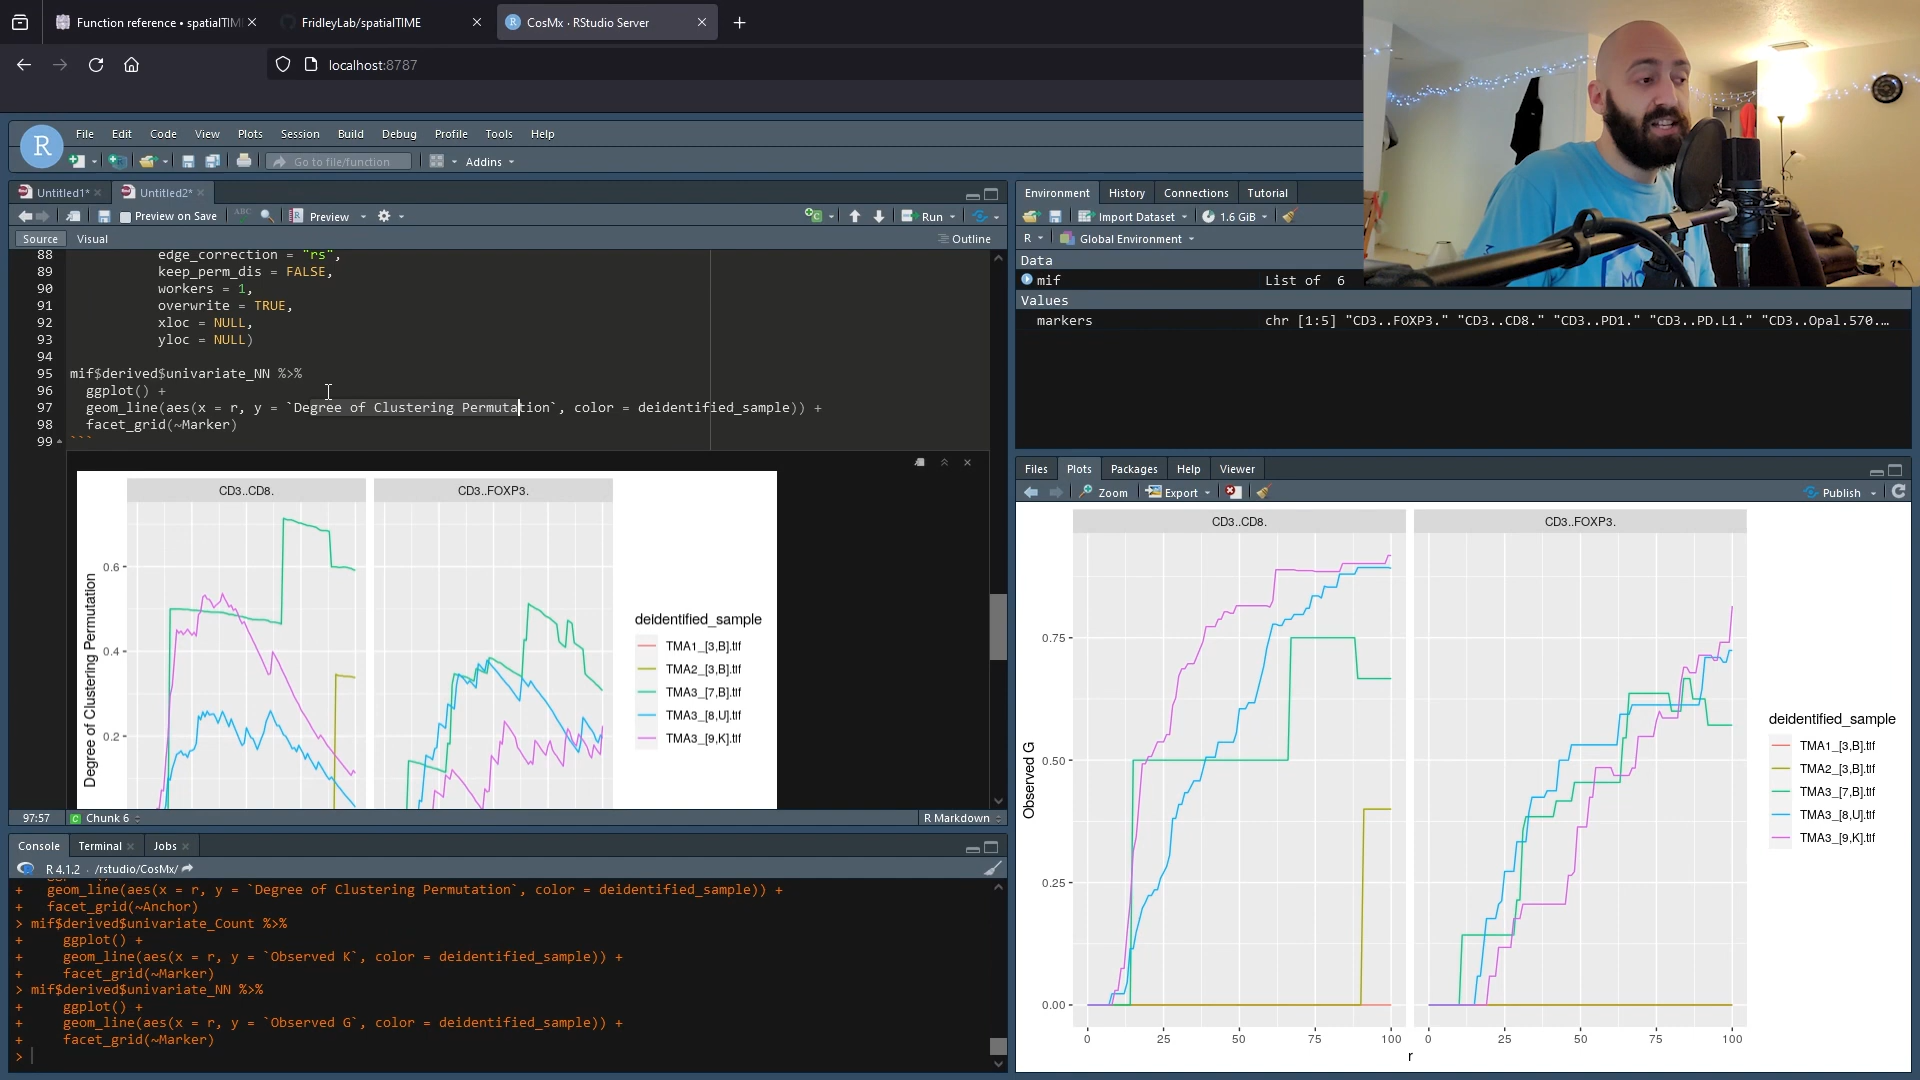 Function reference • spatialTIM
FridleyLab/spatialTIME
CosMx · RStudio Server
localhost:8787
File Edit Code View Plots Session Build Debug Profile Tools Help
Go to file/function
Addins
Untitled1*
Untitled2*
Preview on Save
ABC
Preview
Run
Source
Visual
Outline
88 edge_correction = "rs",
89 keep_perm_dis = FALSE,
90 workers = 1,
91 overwrite = TRUE,
92 xloc = NULL,
93 yloc = NULL)
94
95 mif$derived$univariate_NN %>%
96 ggplot() +
97 geom_line(aes(x = r, y = `Degree of Clustering Permutation`, color = deidentified_sample)) +
98 facet_grid(~Marker)
99 ```
CD3..CD8.
CD3..FOXP3.
Degree of Clustering Permutation
0.6
0.4
0.2
deidentified_sample
TMA1_[3,B].tif
TMA2_[3,B].tif
TMA3_[7,B].tif
TMA3_[8,U].tif
TMA3_[9,K].tif
97:57
Chunk 6
R Markdown
Console
Terminal
Jobs
R 4.1.2 · /rstudio/CosMx/
+ geom_line(aes(x = r, y = `Degree of Clustering Permutation`, color = deidentified_sample)) +
+ facet_grid(~Anchor)
> mif$derived$univariate_Count %>%
+ ggplot() +
+ geom_line(aes(x = r, y = `Observed K`, color = deidentified_sample)) +
+ facet_grid(~Marker)
> mif$derived$univariate_NN %>%
+ ggplot() +
+ geom_line(aes(x = r, y = `Observed G`, color = deidentified_sample)) +
+ facet_grid(~Marker)
>
Environment
History
Connections
Tutorial
Import Dataset
1.6 GiB
R
Global Environment
Data
mif List of 6
Values
markers chr [1:5] "CD3..FOXP3." "CD3..CD8." "CD3..PD1." "CD3..PD.L1." "CD3..Opal.570.…
Files
Plots
Packages
Help
Viewer
Zoom
Export
Publish
CD3..CD8.
CD3..FOXP3.
Observed G
0.75
0.50
0.25
0.00
0 25 50 75 100
0 25 50 75 100
r
deidentified_sample
TMA1_[3,B].tif
TMA2_[3,B].tif
TMA3_[7,B].tif
TMA3_[8,U].tif
TMA3_[9,K].tif